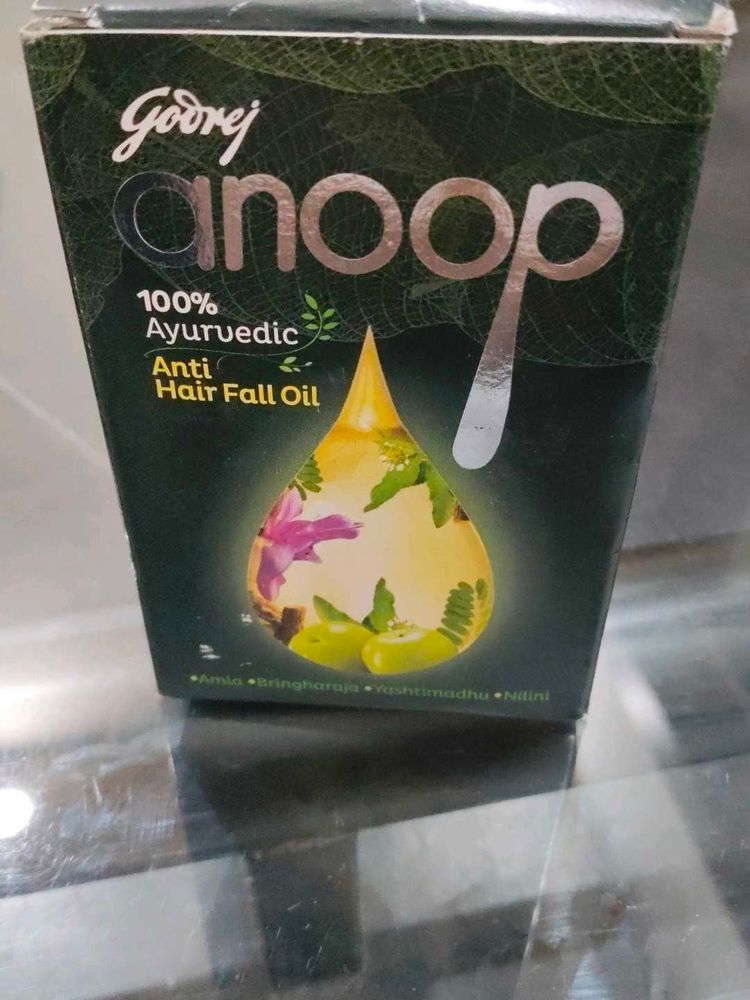 Godrej
anoop
100%
Ayurvedic
Anti
Hair Fall Oil
•Amla •Bringharaja •Yashtimadhu •Nilini